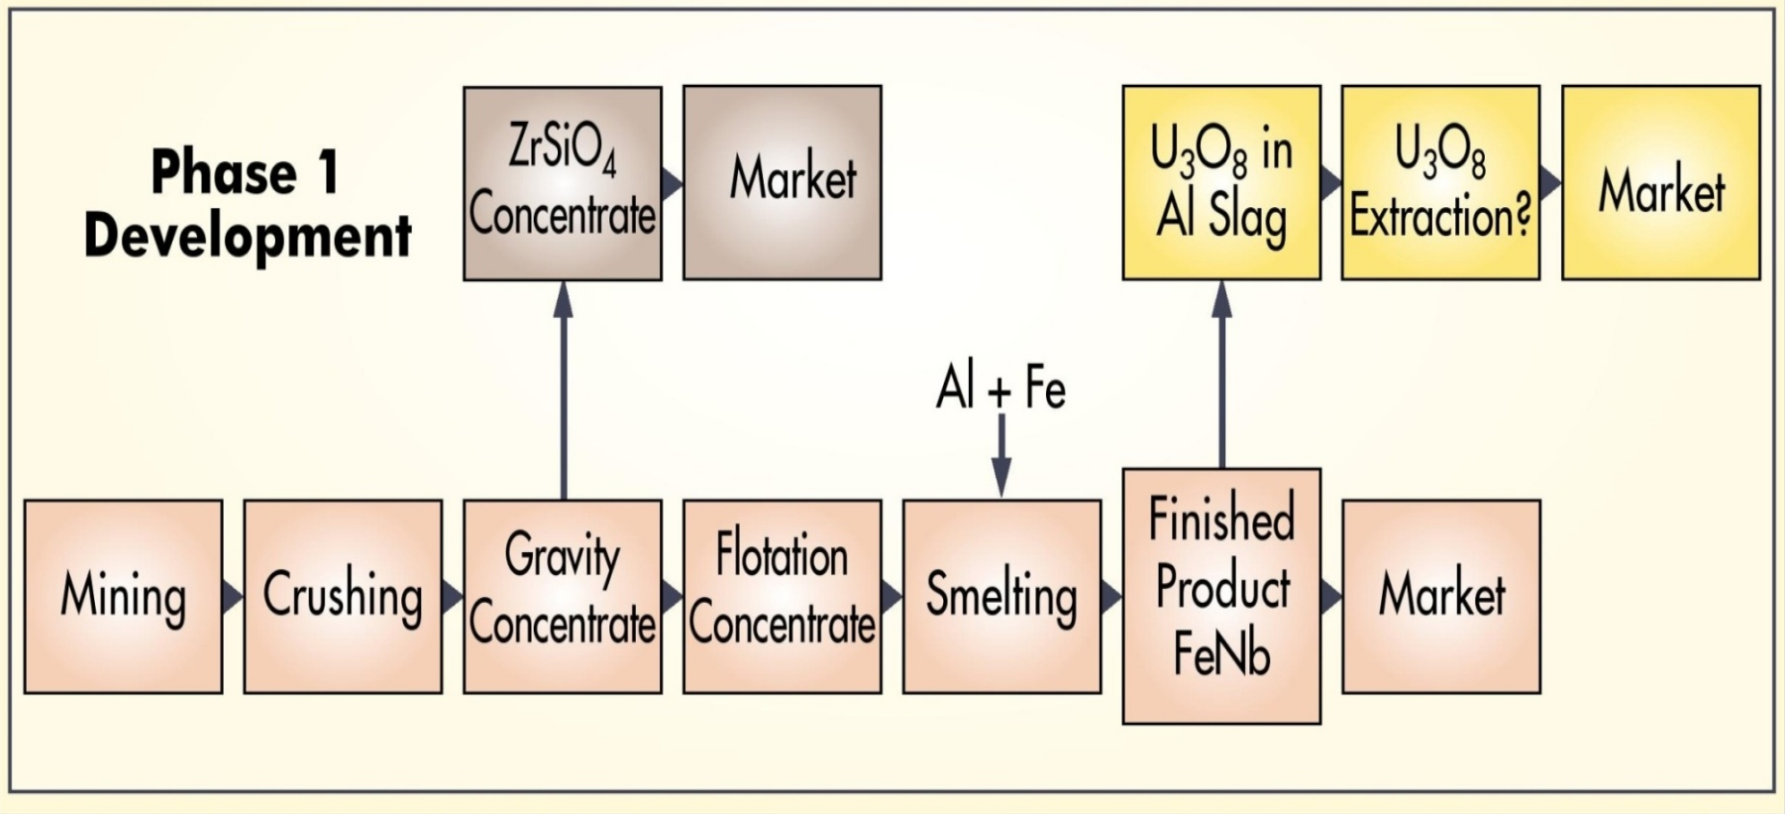 Phase 1
Development
ZrSiO₄
Concentrate
Market
U₃O₈ in
Al Slag
U₃O₈
Extraction?
Market
Al + Fe
Mining
Crushing
Gravity
Concentrate
Flotation
Concentrate
Smelting
Finished
Product
FeNb
Market